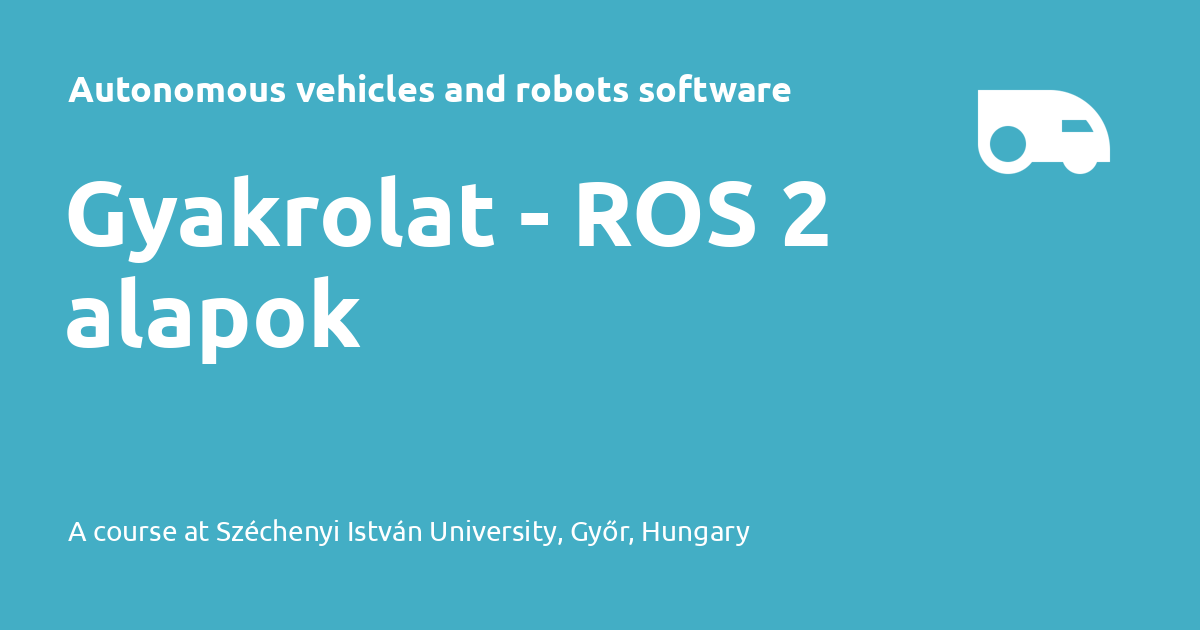 Autonomous vehicles and robots software
Gyakrolat - ROS 2
alapok
A course at Széchenyi István University, Győr, Hungary